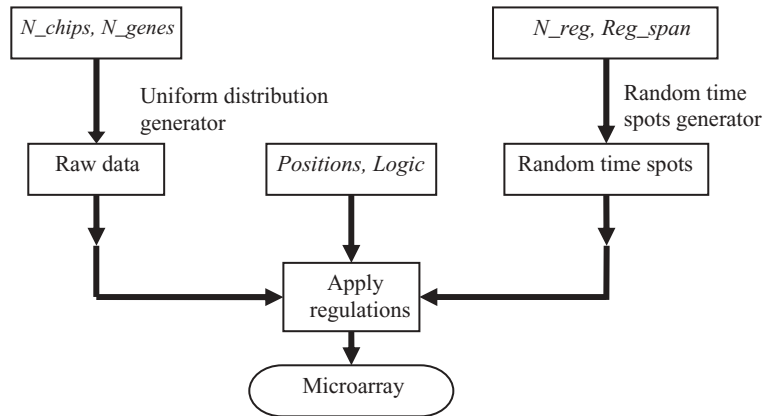 N_chips, N_genes
N_reg, Reg_span
Uniform distribution
generator
Random time
spots generator
Raw data
Positions, Logic
Random time spots
Apply
regulations
Microarray